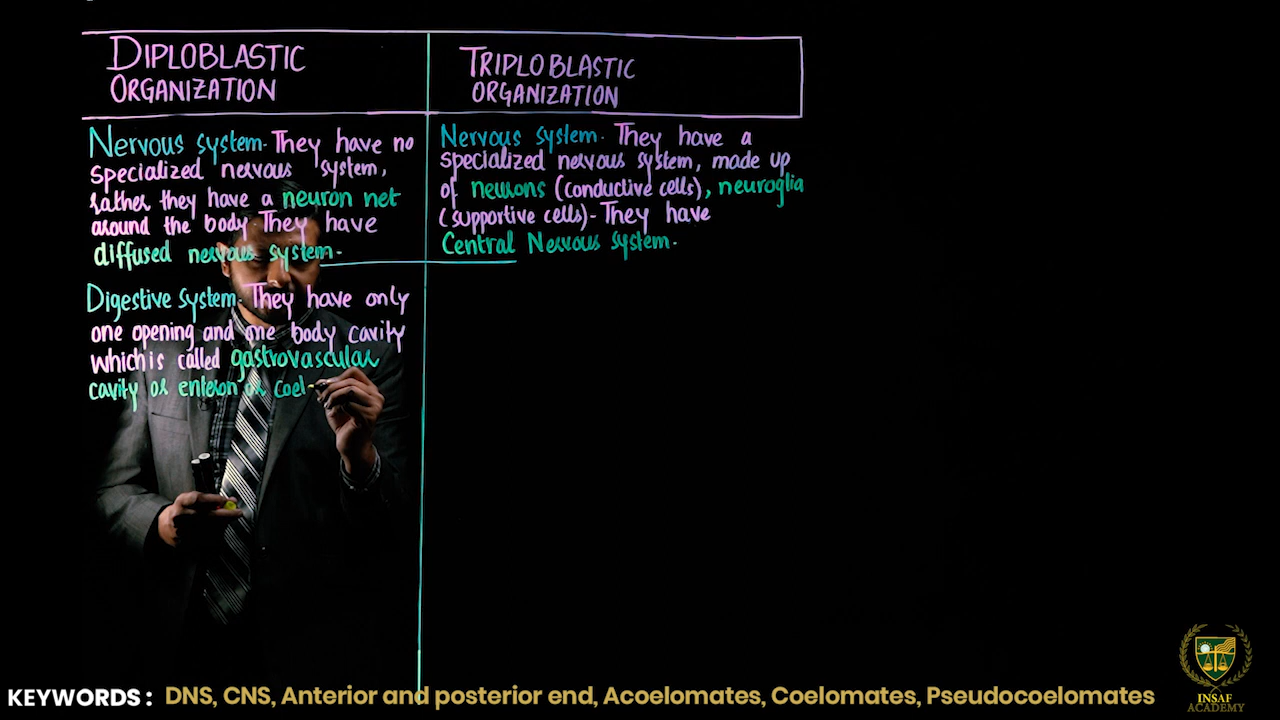 DIPLOBLASTIC
ORGANIZATION
Nervous system. They have no
specialized nervous system,
rather they have a neuron net
around the body. They have
diffused nervous system.
Digestive system. They have only
one opening and one body cavity
which is called gastrovascular
cavity or enteron or coel
TRIPLOBLASTIC
ORGANIZATION
Nervous system. They have a
specialized nervous system, made up
of neurons (conductive cells), neuroglia
(supportive cells). They have
Central Nervous System.
KEYWORDS: DNS, CNS, Anterior and posterior end, Acoelomates, Coelomates, Pseudocoelomates
INSAF
ACADEMY